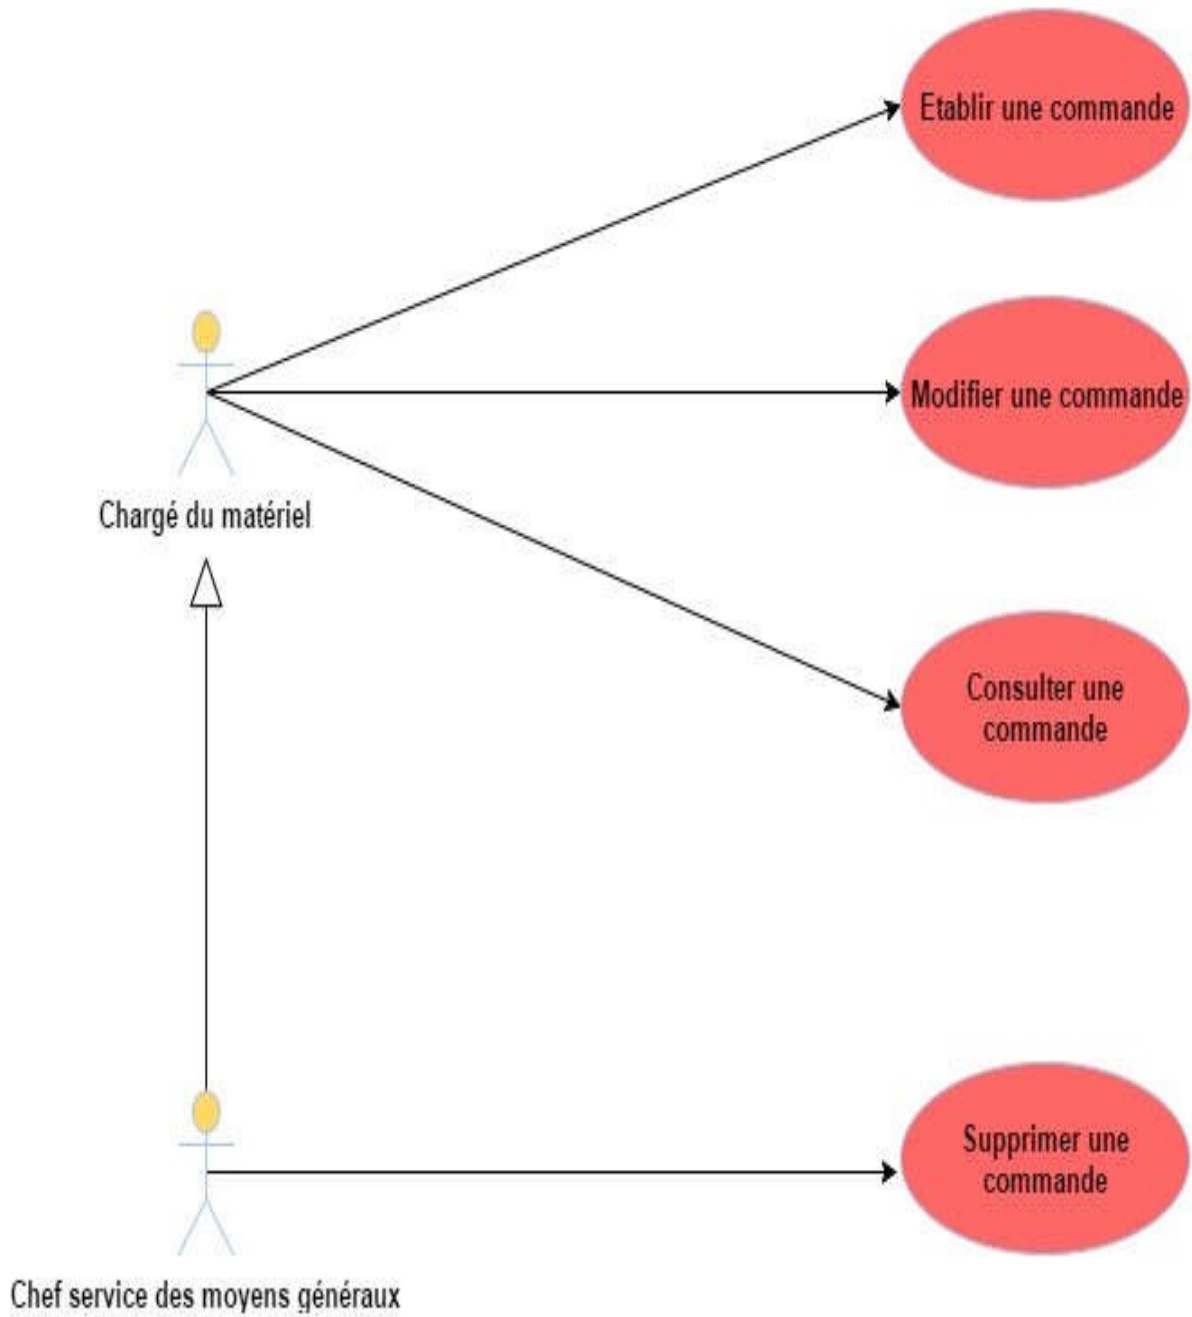 Etablir une commande
Modifier une commande
Chargé du matériel
Consulter une
commande
Supprimer une
commande
Chef service des moyens généraux